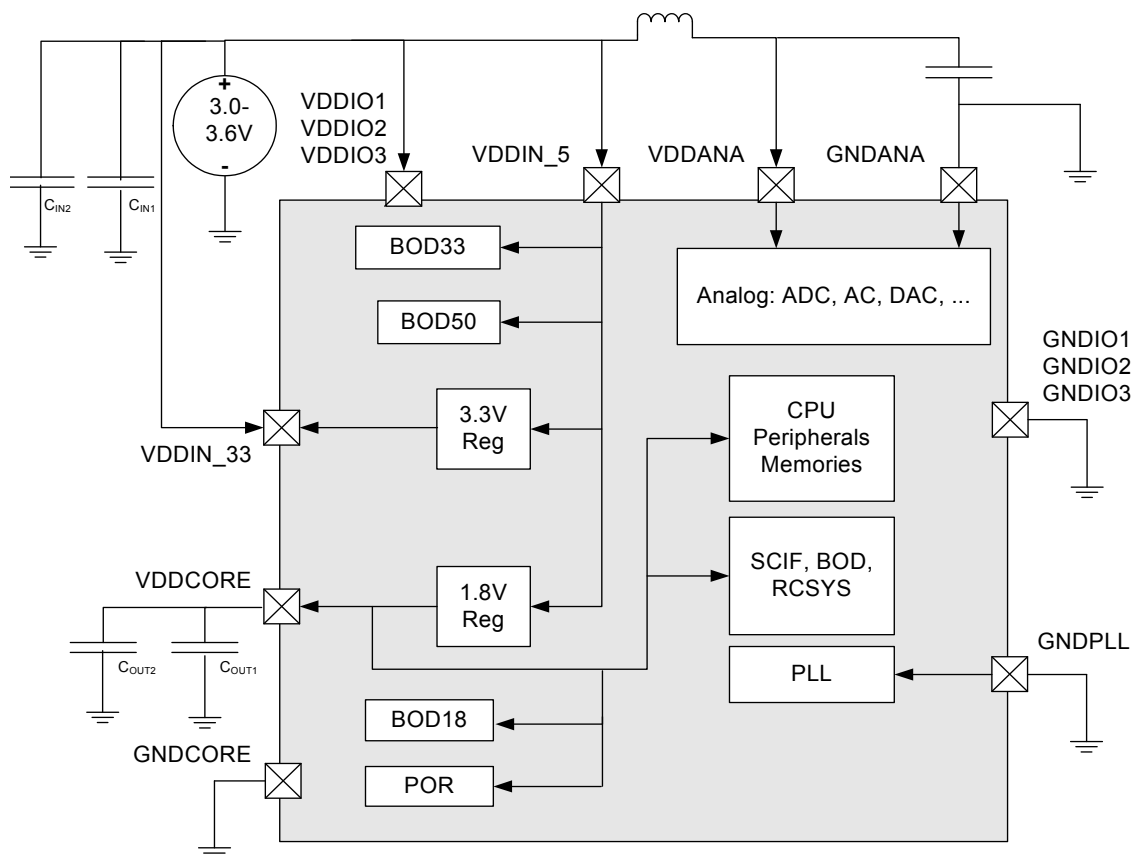 +
3.0-
3.6V
-
VDDIO1
VDDIO2
VDDIO3
VDDIN_5
VDDANA
GNDANA
CIN2
CIN1
BOD33
BOD50
Analog: ADC, AC, DAC, ...
GNDIO1
GNDIO2
GNDIO3
3.3V
Reg
CPU
Peripherals
Memories
VDDIN_33
VDDCORE
1.8V
Reg
SCIF, BOD,
RCSYS
COUT2
COUT1
GNDPLL
PLL
BOD18
GNDCORE
POR